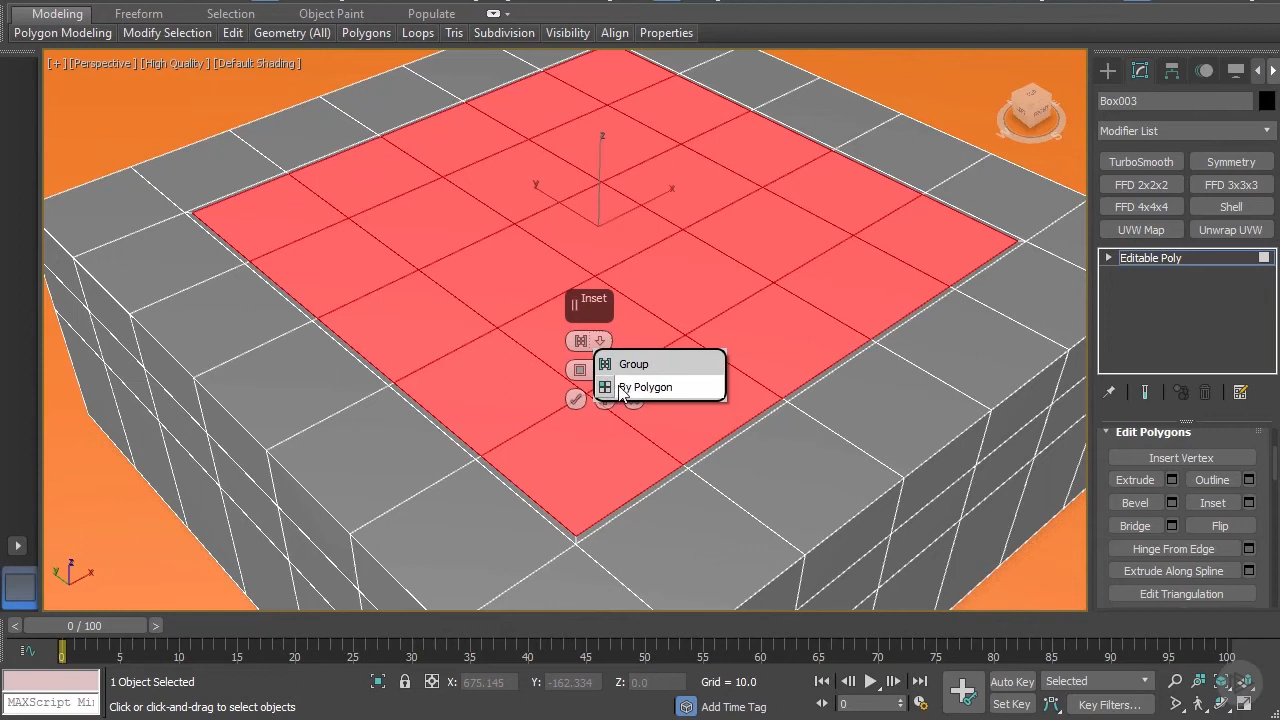 Modeling Freeform Selection Object Paint Populate
Polygon Modeling Modify Selection Edit Geometry (All) Polygons Loops Tris Subdivision Visibility Align Properties
[+] [Perspective] [High Quality] [Default Shading]
Box003
Modifier List
TurboSmooth Symmetry
FFD 2x2x2 FFD 3x3x3
FFD 4x4x4 Shell
UVW Map Unwrap UVW
Editable Poly
z
y x
Inset
Group
By Polygon
Edit Polygons
Insert Vertex
Extrude Outline
Bevel Inset
Bridge Flip
Hinge From Edge
Extrude Along Spline
Edit Triangulation
z
y x
< 0 / 100 >
0 5 10 15 20 25 30 35 40 45 50 55 60 65 70 75 80 85 90 95 100
1 Object Selected X: 675.145 Y: -162.334 Z: 0.0 Grid = 10.0 Auto Key Selected
MAXScript Mi Click or click-and-drag to select objects Add Time Tag 0 Set Key Key Filters...